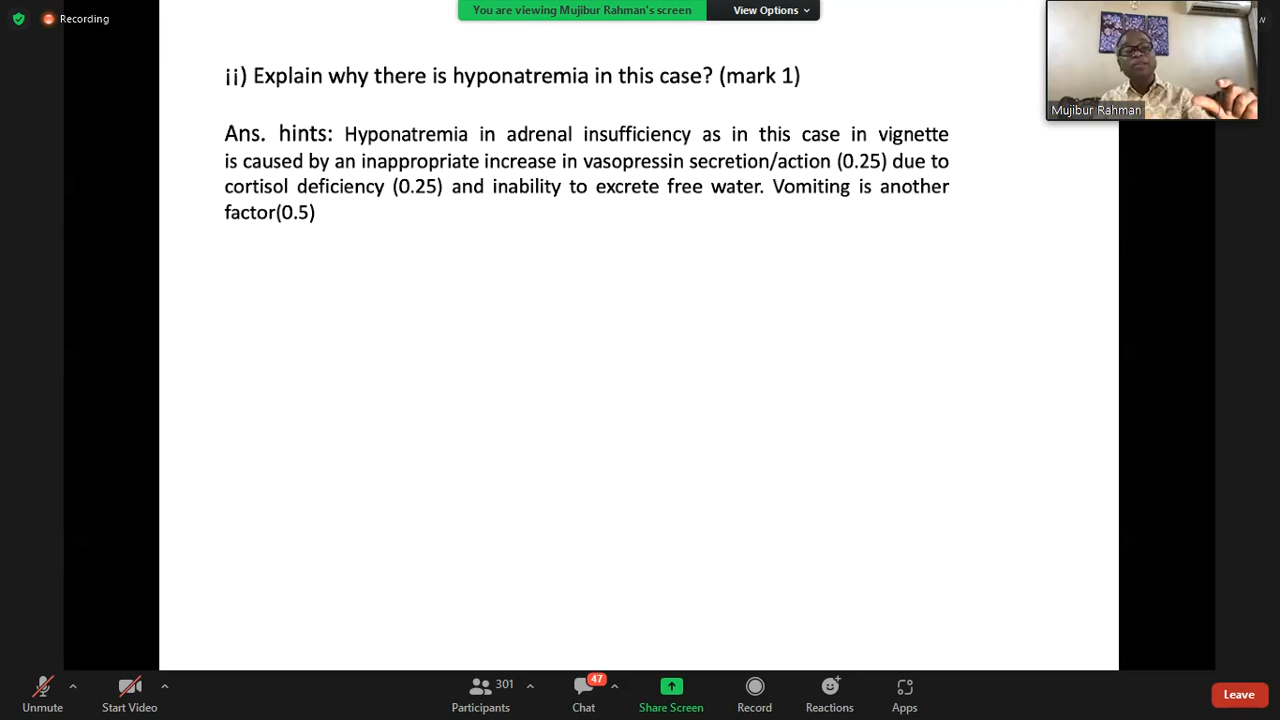 Recording
You are viewing Mujibur Rahman's screen
View Options
ii) Explain why there is hyponatremia in this case? (mark 1)
Ans. hints: Hyponatremia in adrenal insufficiency as in this case in vignette
is caused by an inappropriate increase in vasopressin secretion/action (0.25) due to
cortisol deficiency (0.25) and inability to excrete free water. Vomiting is another
factor(0.5)
Mujibur Rahman
Unmute
Start Video
301
Participants
47
Chat
Share Screen
Record
Reactions
Apps
Leave